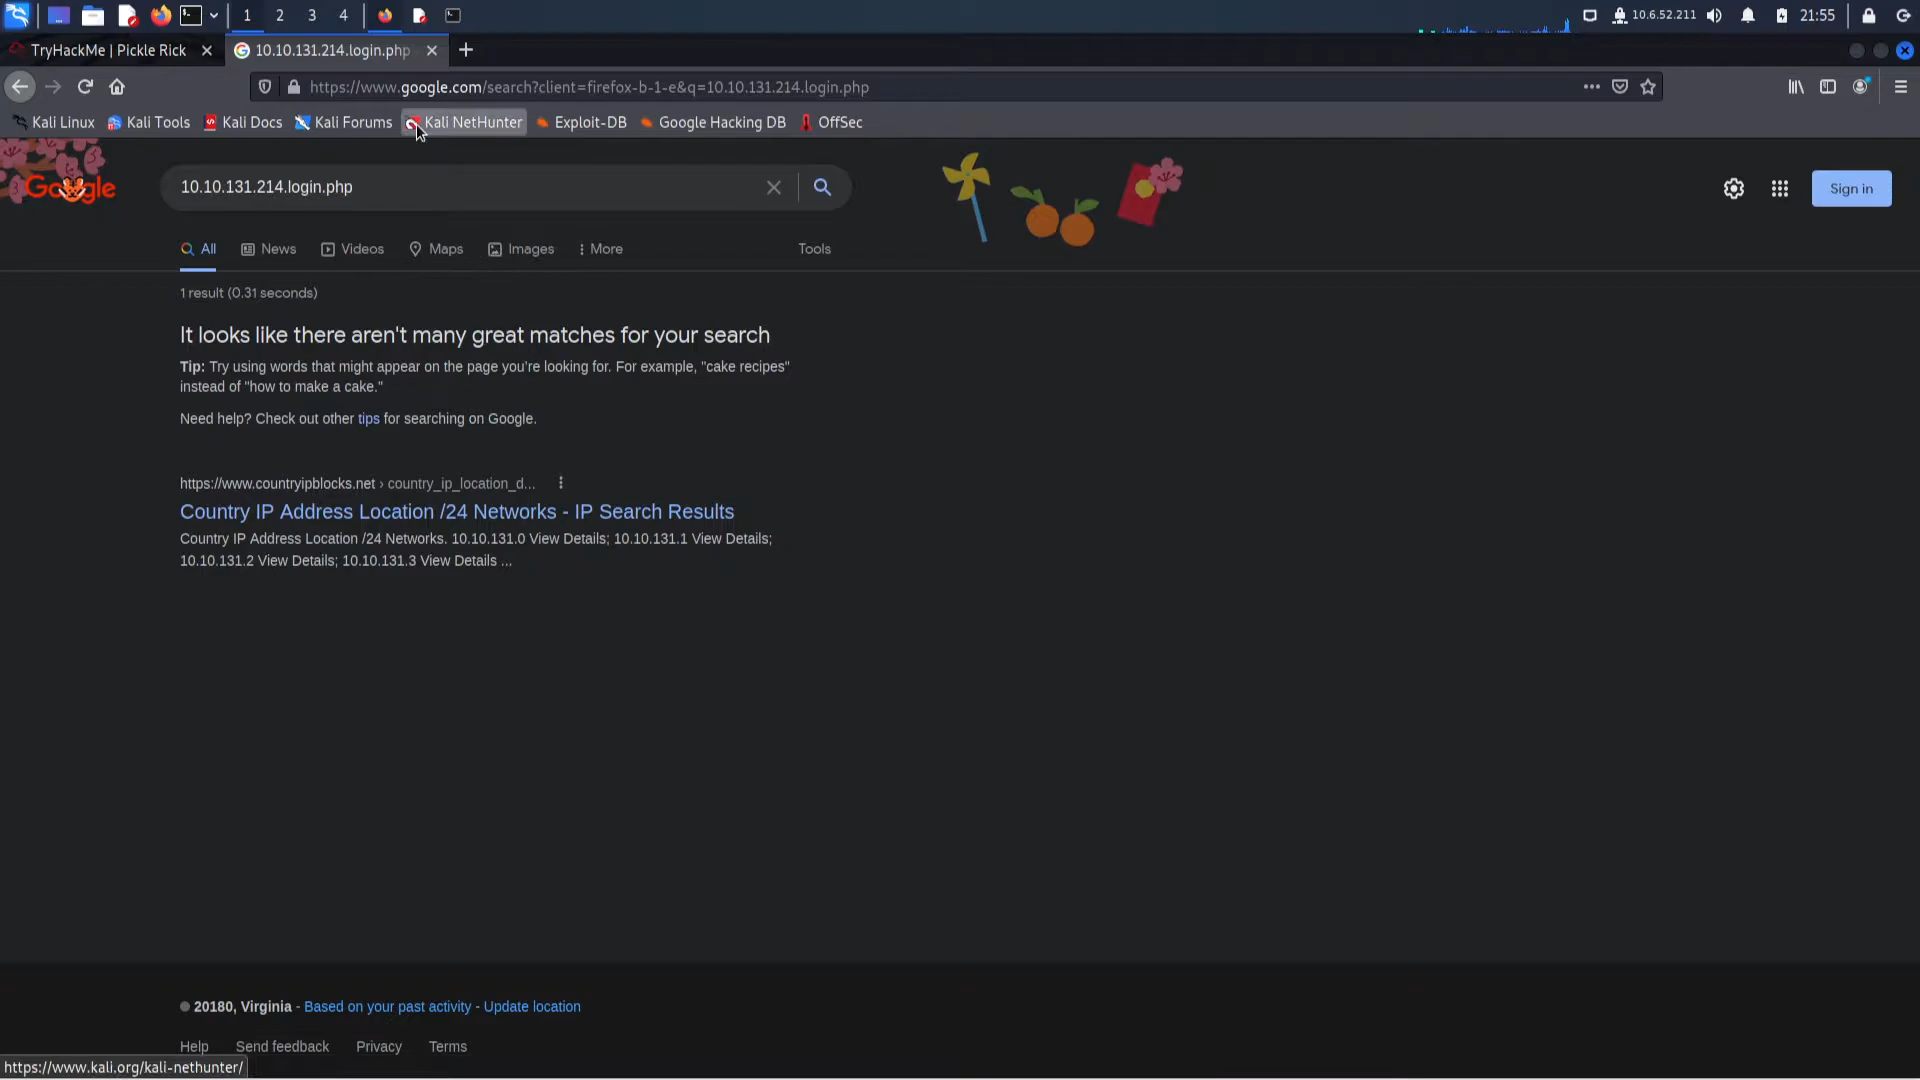 1 2 3 4 10.6.52.211 21:55
TryHackMe | Pickle Rick 10.10.131.214.login.php
https://www.google.com/search?client=firefox-b-1-e&q=10.10.131.214.login.php
Kali Linux Kali Tools Kali Docs Kali Forums Kali NetHunter Exploit-DB Google Hacking DB OffSec
Google 10.10.131.214.login.php Sign in
All News Videos Maps Images More Tools
1 result (0.31 seconds)
It looks like there aren't many great matches for your search
Tip: Try using words that might appear on the page you're looking for. For example, "cake recipes"
instead of "how to make a cake."
Need help? Check out other tips for searching on Google.
https://www.countryipblocks.net › country_ip_location_d...
Country IP Address Location /24 Networks - IP Search Results
Country IP Address Location /24 Networks. 10.10.131.0 View Details; 10.10.131.1 View Details;
10.10.131.2 View Details; 10.10.131.3 View Details ...
20180, Virginia - Based on your past activity - Update location
Help Send feedback Privacy Terms
https://www.kali.org/kali-nethunter/